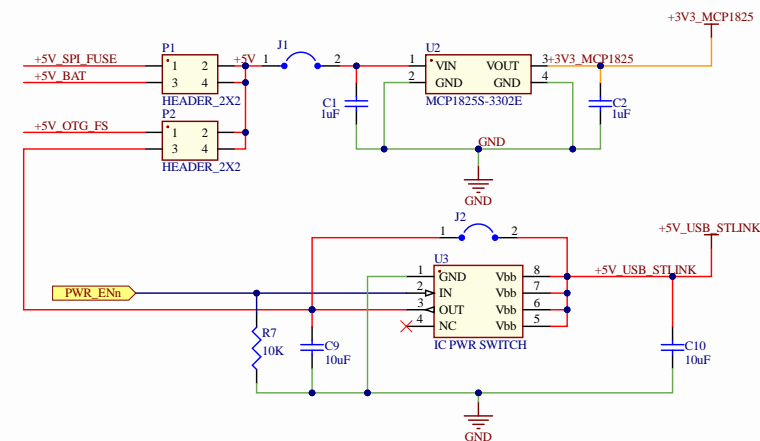 +3V3_MCP1825
P1
+5V_SPI_FUSE 1 2 +5V 1 J1 2
+5V_BAT 3 4
HEADER_2X2
U2
1 VIN VOUT 3 +3V3_MCP1825
2 GND GND 4
MCP1825S-3302E
C1
1uF
C2
1uF
P2
+5V_OTG_FS 1 2
3 4
HEADER_2X2
GND
GND
J2
1 2
+5V_USB_STLINK
U3
1 GND Vbb 8 +5V_USB_STLINK
PWR_ENn 2 IN Vbb 7
3 OUT Vbb 6
4 NC Vbb 5
IC PWR SWITCH
R7
10K
C9
10uF
C10
10uF
GND